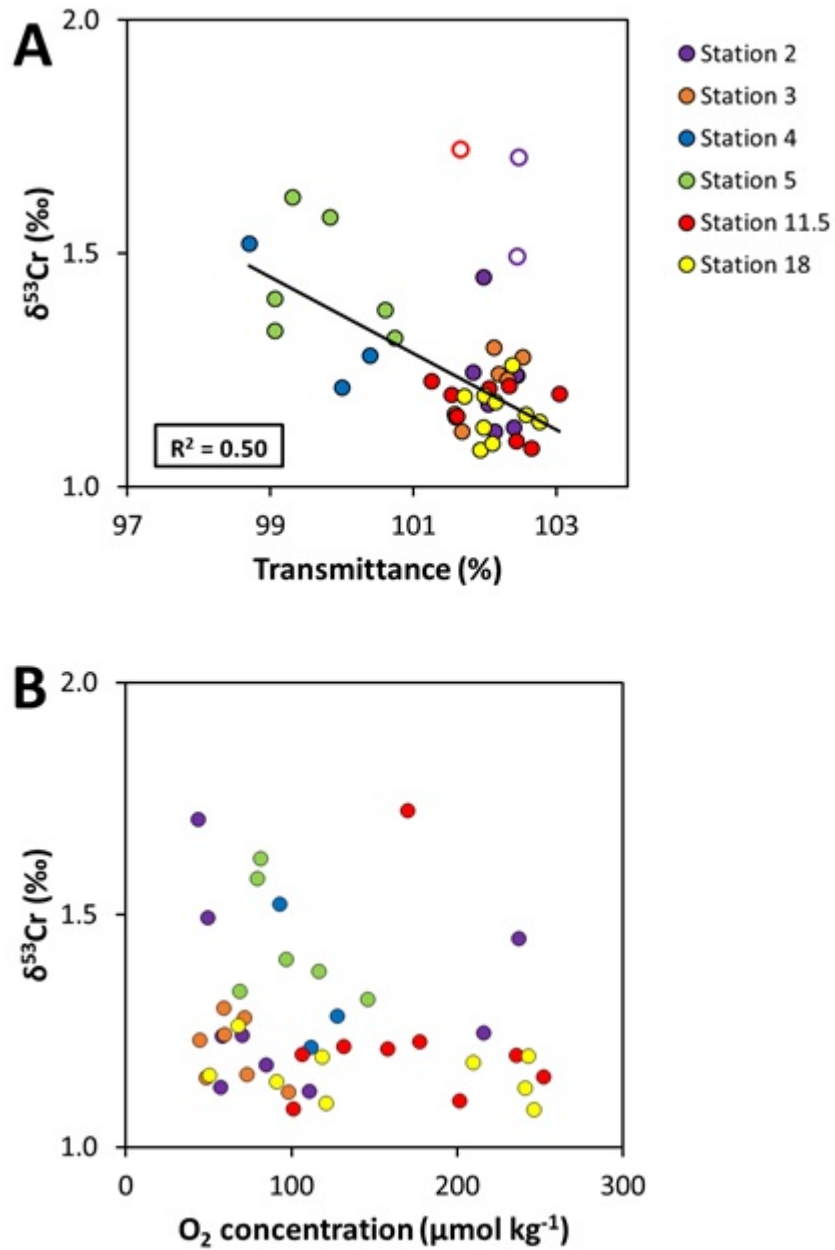 A
2.0
1.5
1.0
δ⁵³Cr (‰)
97 99 101 103
Transmittance (%)
R² = 0.50
Station 2
Station 3
Station 4
Station 5
Station 11.5
Station 18
B
2.0
1.5
1.0
δ⁵³Cr (‰)
0 100 200 300
O₂ concentration (μmol kg⁻¹)